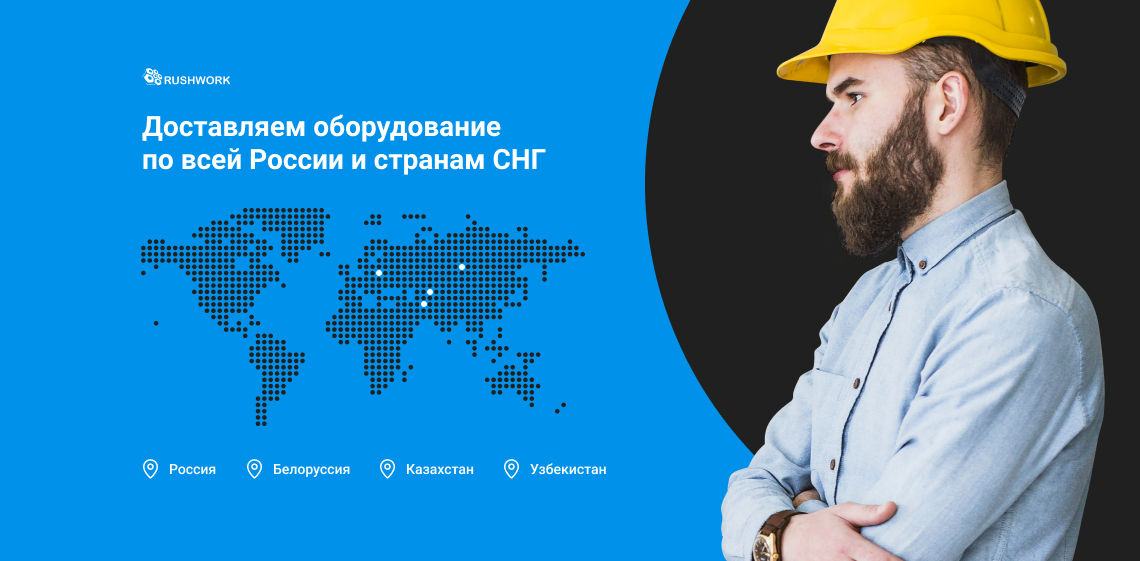 RUSHWORK
Доставляем оборудование
по всей России и странам СНГ
Россия
Белоруссия
Казахстан
Узбекистан